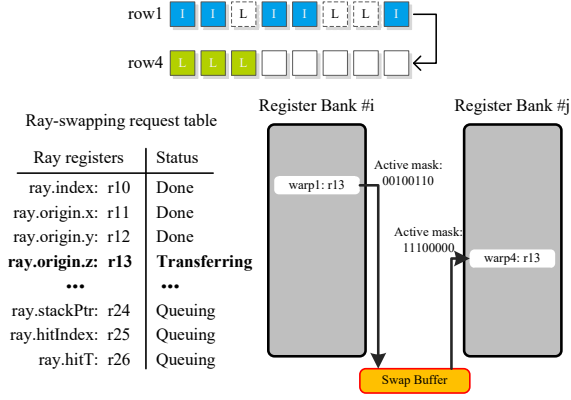 row1 I I L I I L L I
row4 L L L
Ray-swapping request table
Ray registers Status
ray.index: r10 Done
ray.origin.x: r11 Done
ray.origin.y: r12 Done
ray.origin.z: r13 Transferring
... ...
ray.stackPtr: r24 Queuing
ray.hitIndex: r25 Queuing
ray.hitT: r26 Queuing
Register Bank #i
warp1: r13
Active mask:
00100110
Register Bank #j
Active mask:
11100000
warp4: r13
Swap Buffer